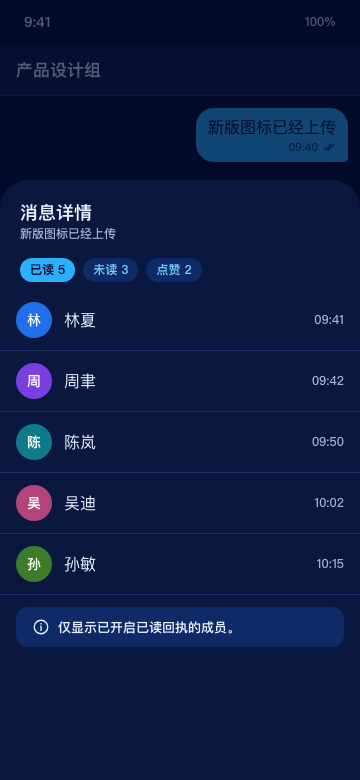 9:41
100%
产品设计组
新版图标已经上传
09:40
消息详情
新版图标已经上传
已读 5
未读 3
点赞 2
林 林夏 09:41
周 周聿 09:42
陈 陈岚 09:50
吴 吴迪 10:02
孙 孙敏 10:15
仅显示已开启已读回执的成员。